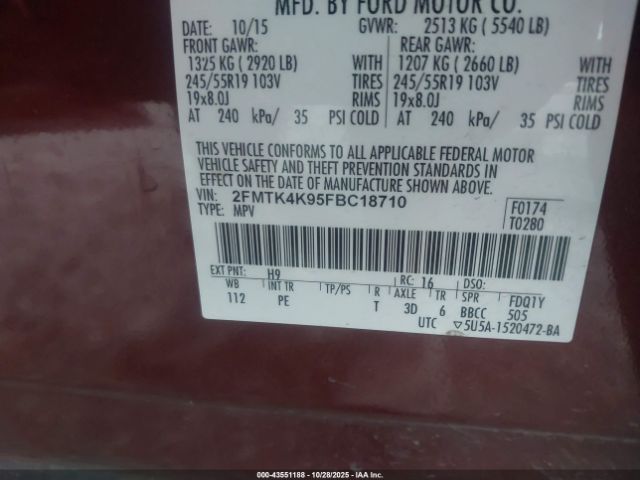 MFD. BY FORD MOTOR CO.
DATE: 10/15 GVWR: 2513 KG ( 5540 LB)
FRONT GAWR: REAR GAWR:
1325 KG ( 2920 LB) WITH 1207 KG ( 2660 LB) WITH
245/55R19 103V TIRES 245/55R19 103V TIRES
19x8.0J RIMS 19x8.0J RIMS
AT 240 kPa/ 35 PSI COLD AT 240 kPa/ 35 PSI COLD
THIS VEHICLE CONFORMS TO ALL APPLICABLE FEDERAL MOTOR
VEHICLE SAFETY AND THEFT PREVENTION STANDARDS IN
EFFECT ON THE DATE OF MANUFACTURE SHOWN ABOVE.
VIN: 2FMTK4K95FBC18710 F0174
TYPE: MPV T0280
EXT PNT: H9 RC: 16 DSO:
WB INT TR TP/PS R AXLE TR SPR FDQ1Y
112 PE T 3D 6 BBCC 505
UTC ▽5U5A-1520472-BA
000-43551188 | 10/28/2025 | IAAI.CA